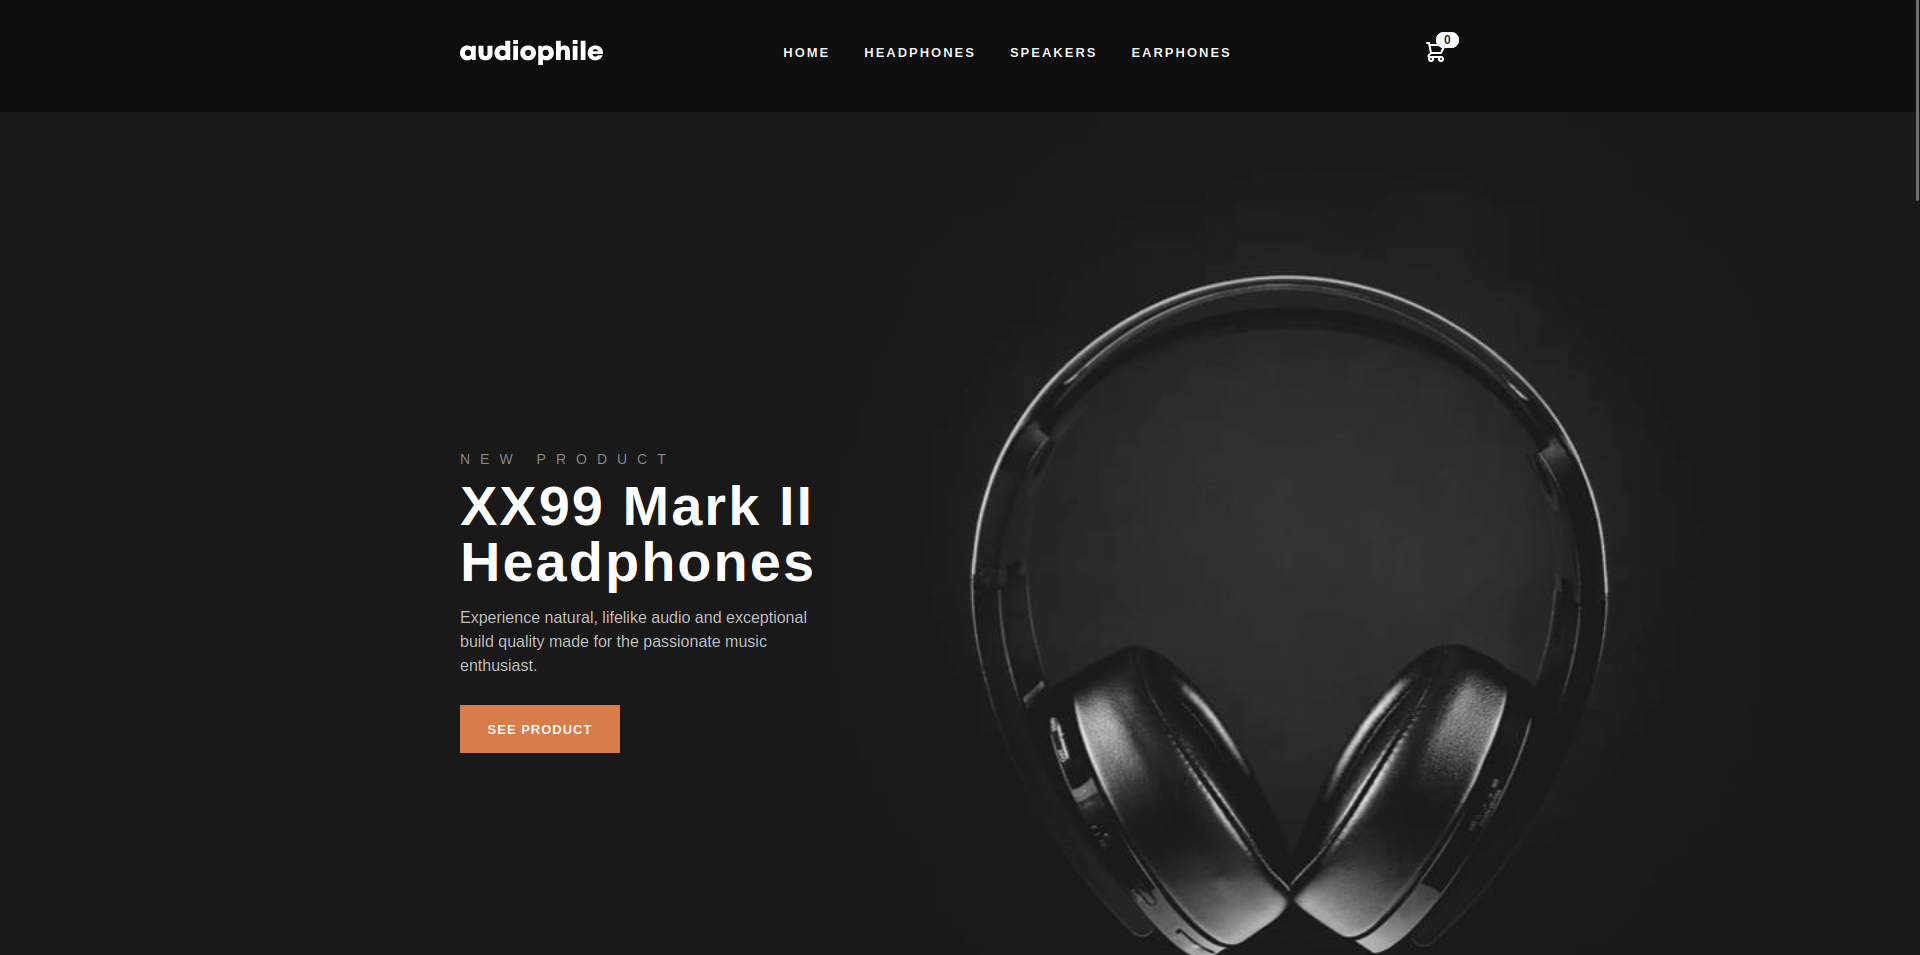 audiophile
HOME HEADPHONES SPEAKERS EARPHONES
0
NEW PRODUCT
XX99 Mark II
Headphones
Experience natural, lifelike audio and exceptional
build quality made for the passionate music
enthusiast.
SEE PRODUCT